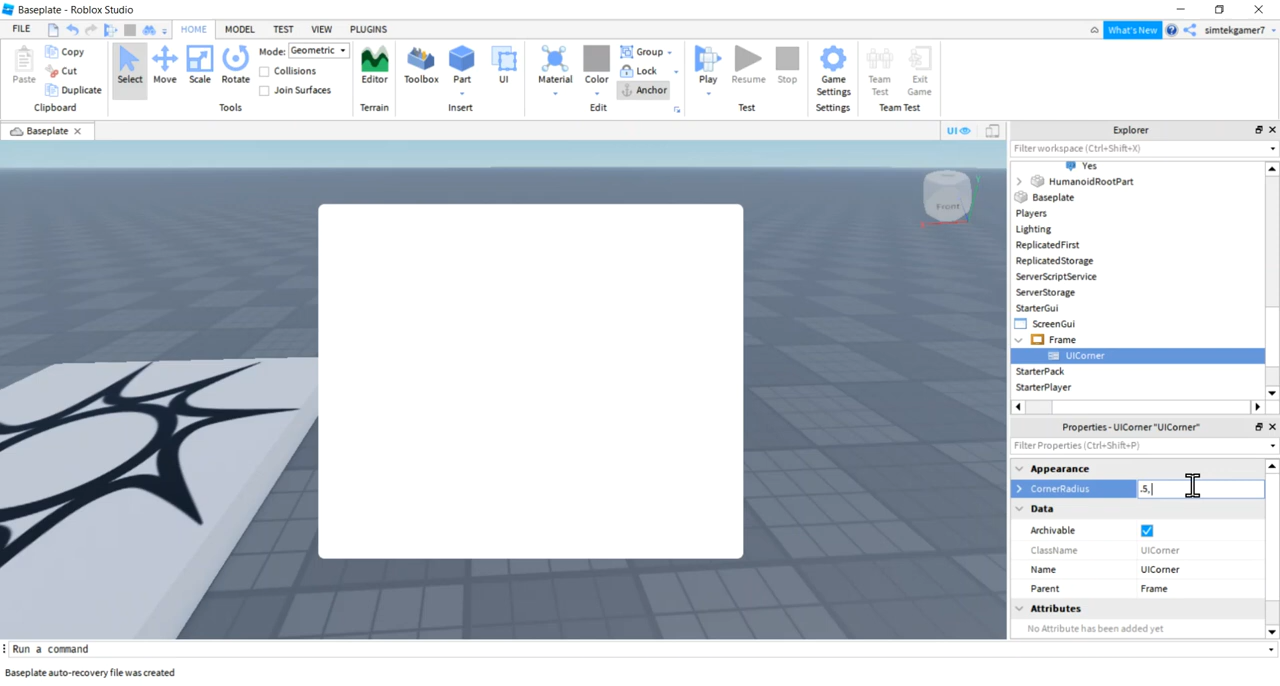 Baseplate - Roblox Studio
FILE HOME MODEL TEST VIEW PLUGINS What's New simtekgamer7
Paste Copy Cut Duplicate Select Move Scale Rotate Mode: Geometric Collisions Join Surfaces Editor Toolbox Part UI Material Color Group Lock Anchor Play Resume Stop Game Settings Team Test Exit Game
Clipboard Tools Terrain Insert Edit Test Settings Team Test
Baseplate UI
Front
Explorer
Filter workspace (Ctrl+Shift+X)
Yes
HumanoidRootPart
Baseplate
Players
Lighting
ReplicatedFirst
ReplicatedStorage
ServerScriptService
ServerStorage
StarterGui
ScreenGui
Frame
UICorner
StarterPack
StarterPlayer
Properties - UICorner "UICorner"
Filter Properties (Ctrl+Shift+P)
Appearance
CornerRadius .5,
Data
Archivable
ClassName UICorner
Name UICorner
Parent Frame
Attributes
No Attribute has been added yet
Run a command
Baseplate auto-recovery file was created